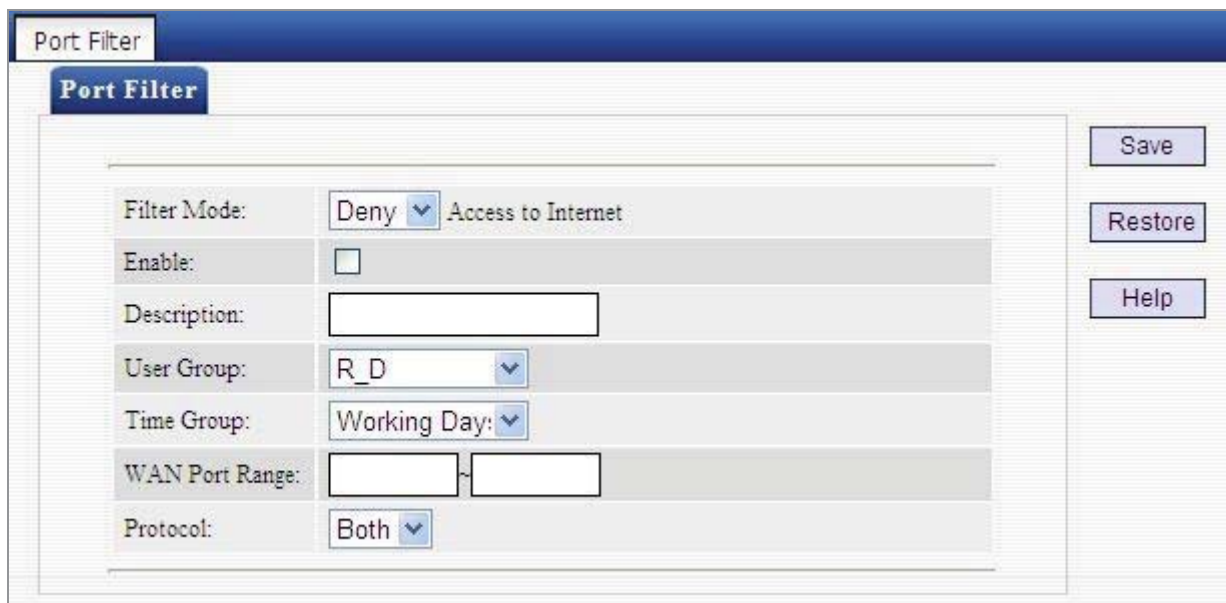 Port Filter
Port Filter
Save
Filter Mode: Deny Access to Internet
Restore
Enable:
Help
Description:
User Group: R_D
Time Group: Working Day:
WAN Port Range: ~
Protocol: Both